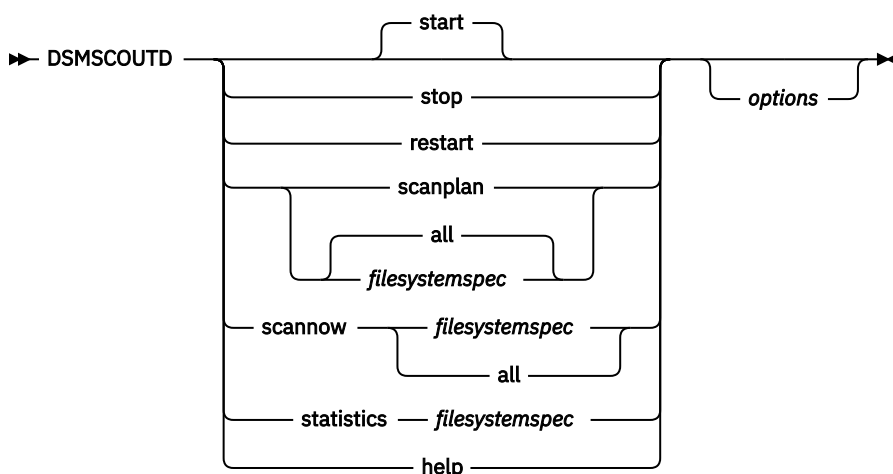 start
DSMSCOUTD
stop
options
restart
scanplan
all
filesystemspec
scannow filesystemspec
all
statistics filesystemspec
help